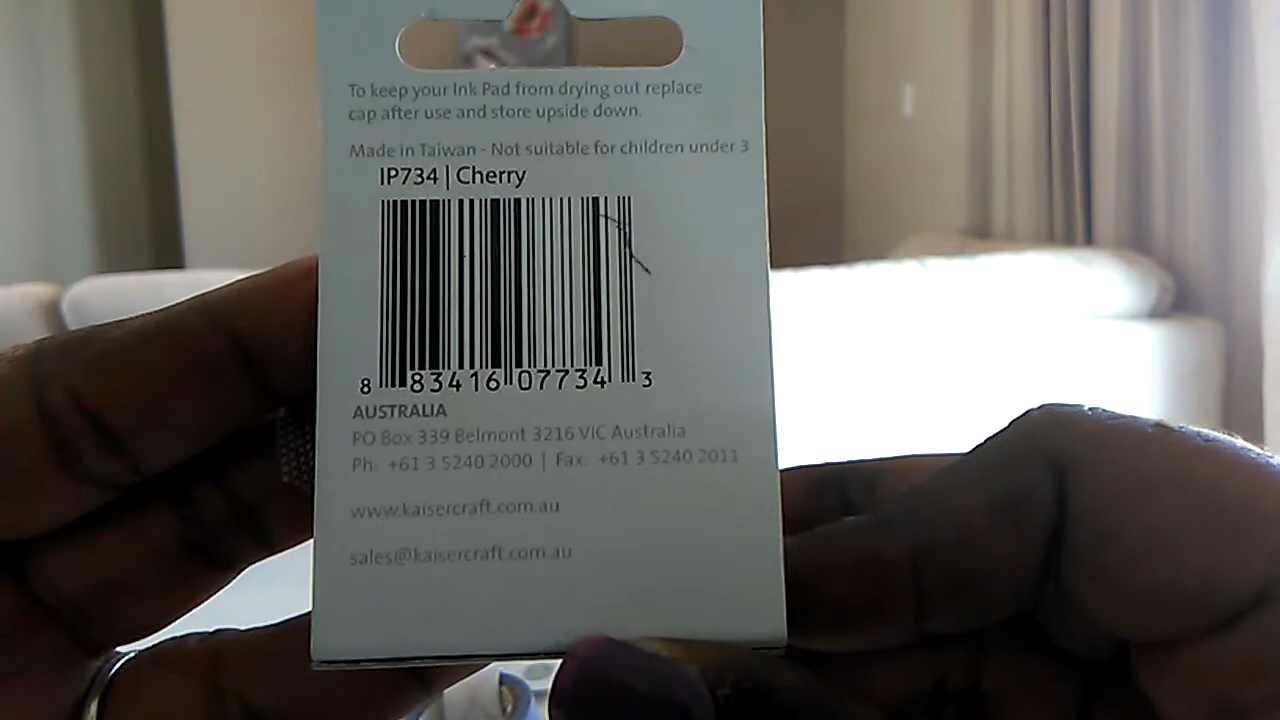 To keep your Ink Pad from drying out replace
cap after use and store upside down.
Made in Taiwan - Not suitable for children under 3
IP734 | Cherry
8 83416 07734 3
AUSTRALIA
PO Box 339 Belmont 3216 VIC Australia
Ph: +61 3 5240 2000 | Fax: +61 3 5240 2011
www.kaisercraft.com.au
sales@kaisercraft.com.au